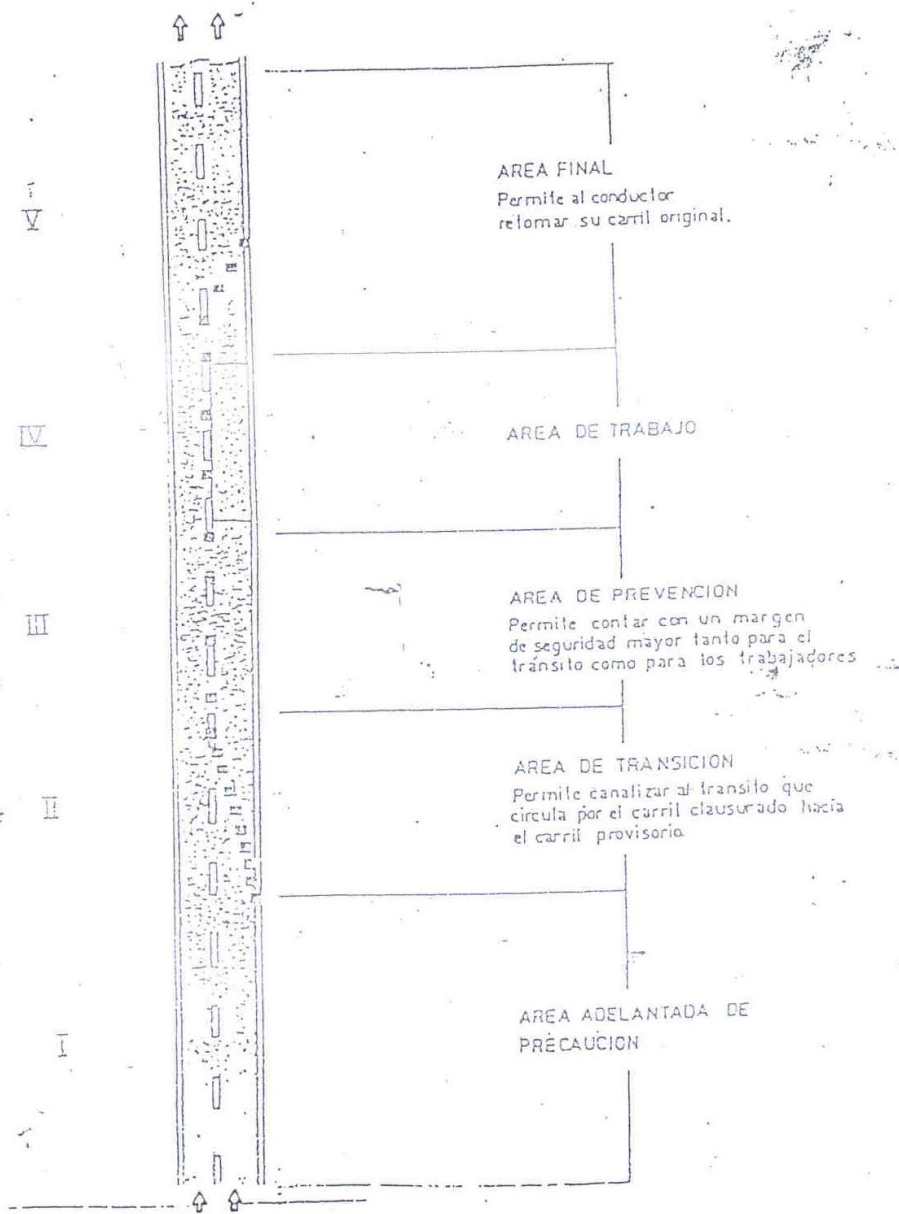 V
AREA FINAL
Permite al conductor
retomar su carril original.
IV
AREA DE TRABAJO
III
AREA DE PREVENCION
Permite contar con un margen
de seguridad mayor tanto para el
tránsito como para los trabajadores
II
AREA DE TRANSICION
Permite canalizar al transito que
circula por el carril clausurado hacia
el carril provisorio
I
AREA ADELANTADA DE
PRECAUCION